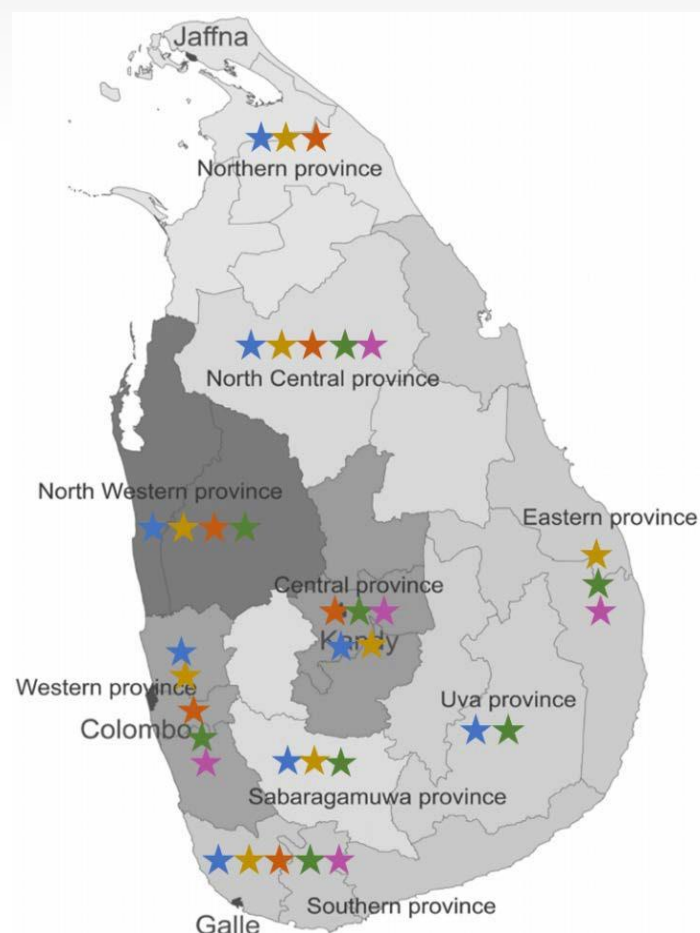 Jaffna
Northern province
North Central province
North Western province
Eastern province
Central province
Kandy
Western province
Uva province
Colombo
Sabaragamuwa province
Southern province
Galle